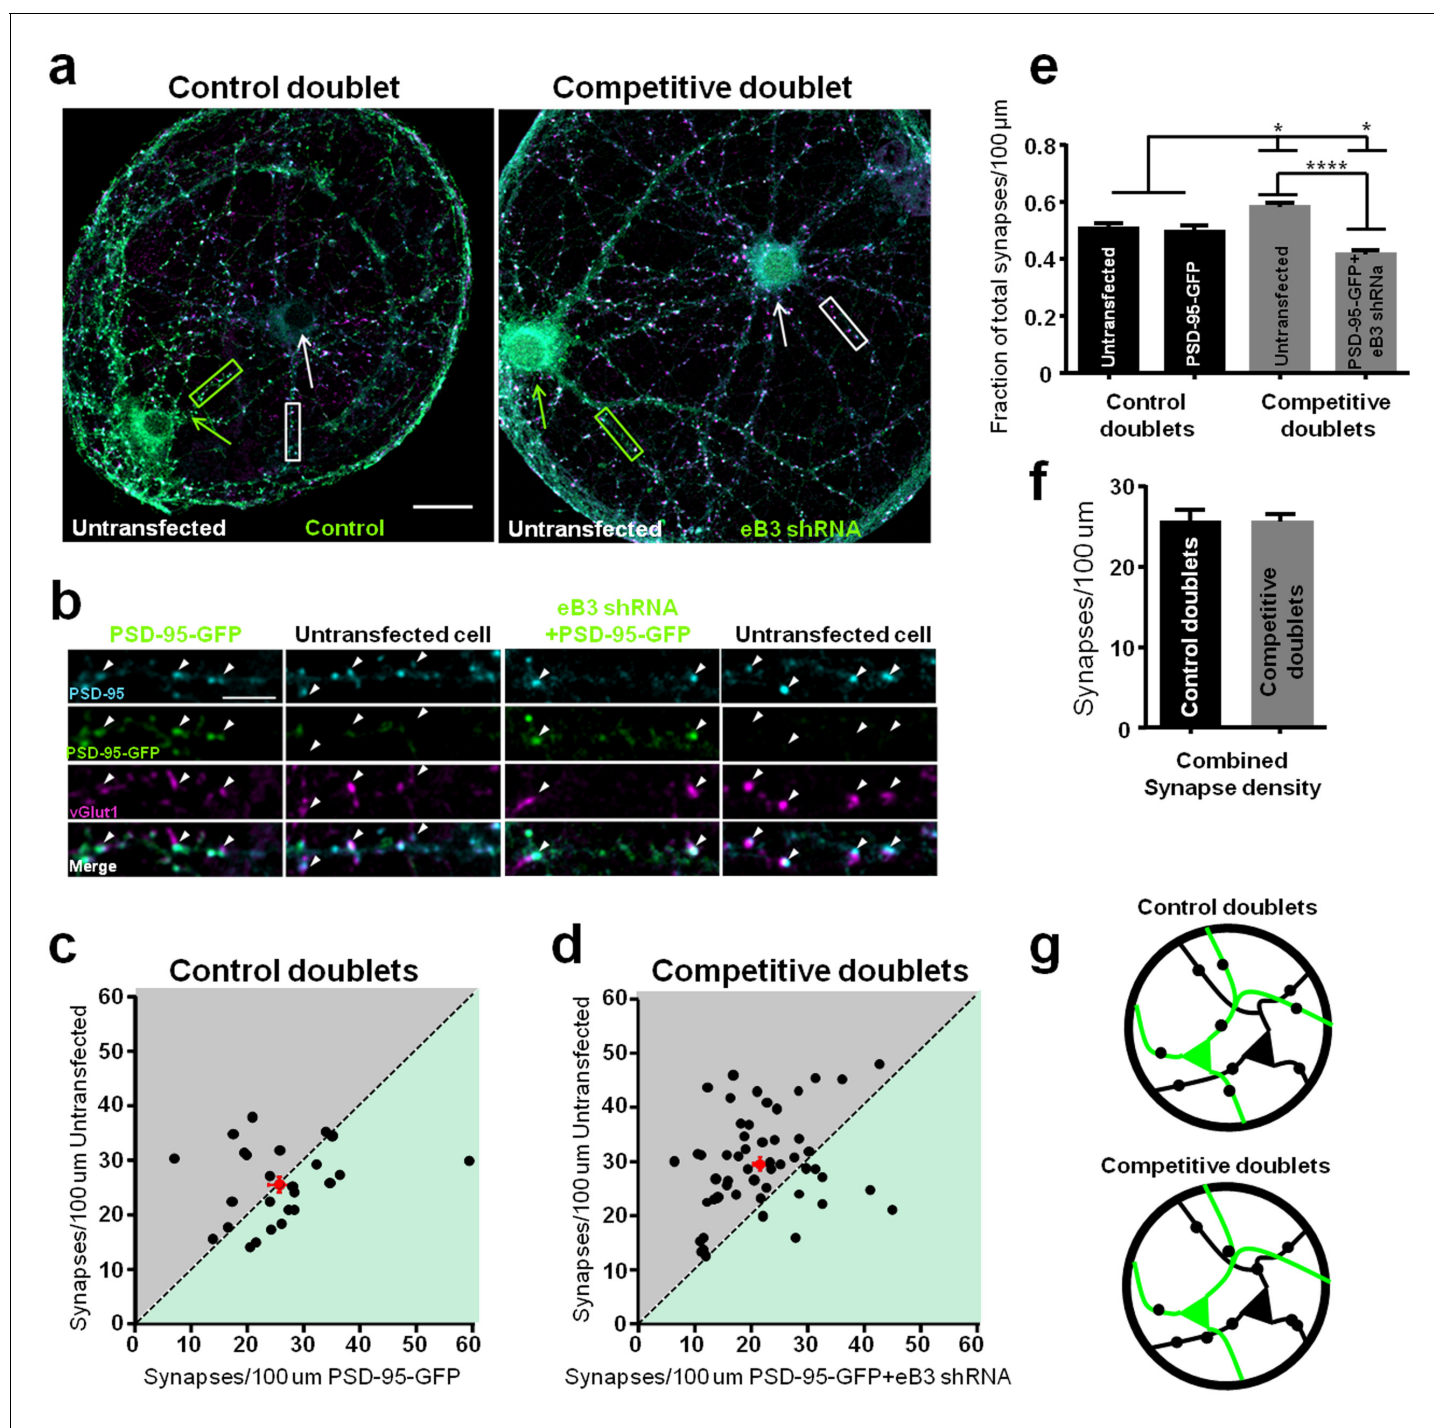 a
Control doublet
Competitive doublet
Untransfected
Control
Untransfected
eB3 shRNA
b
PSD-95-GFP
Untransfected cell
eB3 shRNA
+PSD-95-GFP
Untransfected cell
PSD-95
PSD-95-GFP
vGlut1
Merge
c
Control doublets
Synapses/100 um Untransfected
60
50
40
30
20
10
0
0 10 20 30 40 50 60
Synapses/100 um PSD-95-GFP
d
Competitive doublets
Synapses/100 um Untransfected
60
50
40
30
20
10
0
0 10 20 30 40 50 60
Synapses/100 um PSD-95-GFP+eB3 shRNA
e
Fraction of total synapses/100 µm
0.8
0.6
0.4
0.2
0
* *
****
Untransfected
PSD-95-GFP
Untransfected
PSD-95-GFP+
eB3 shRNa
Control
doublets
Competitive
doublets
f
Synapses/100 um
30
20
10
0
Control doublets
Competitive
doublets
Combined
Synapse density
g
Control doublets
Competitive doublets